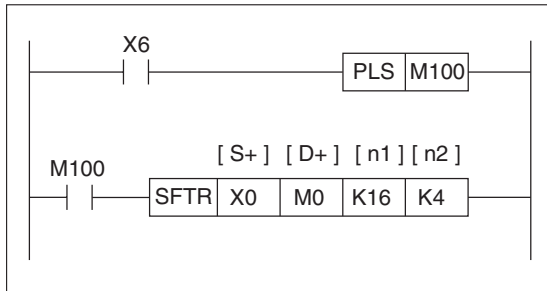 X6
PLS M100
[ S+ ] [ D+ ] [ n1 ] [ n2 ]
M100
SFTR X0 M0 K16 K4